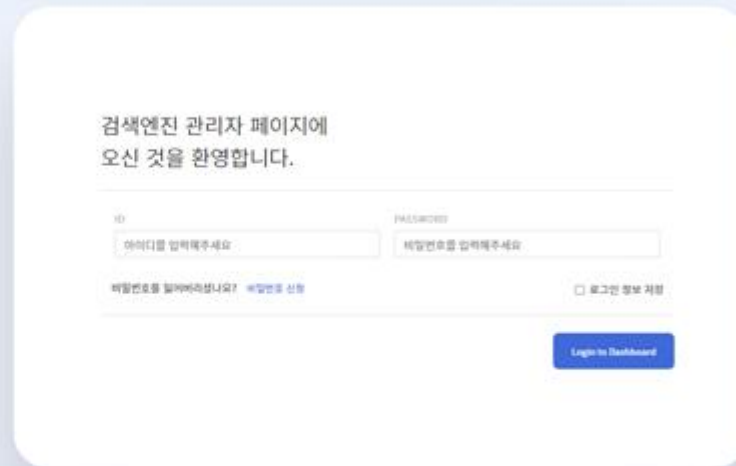 검색엔진 관리자 페이지에
오신 것을 환영합니다.
ID
PASSWORD
아이디를 입력해주세요
비밀번호를 입력해주세요
비밀번호를 잃어버리셨나요? 비밀번호 신청
로그인 정보 저장
Login to Dashboard